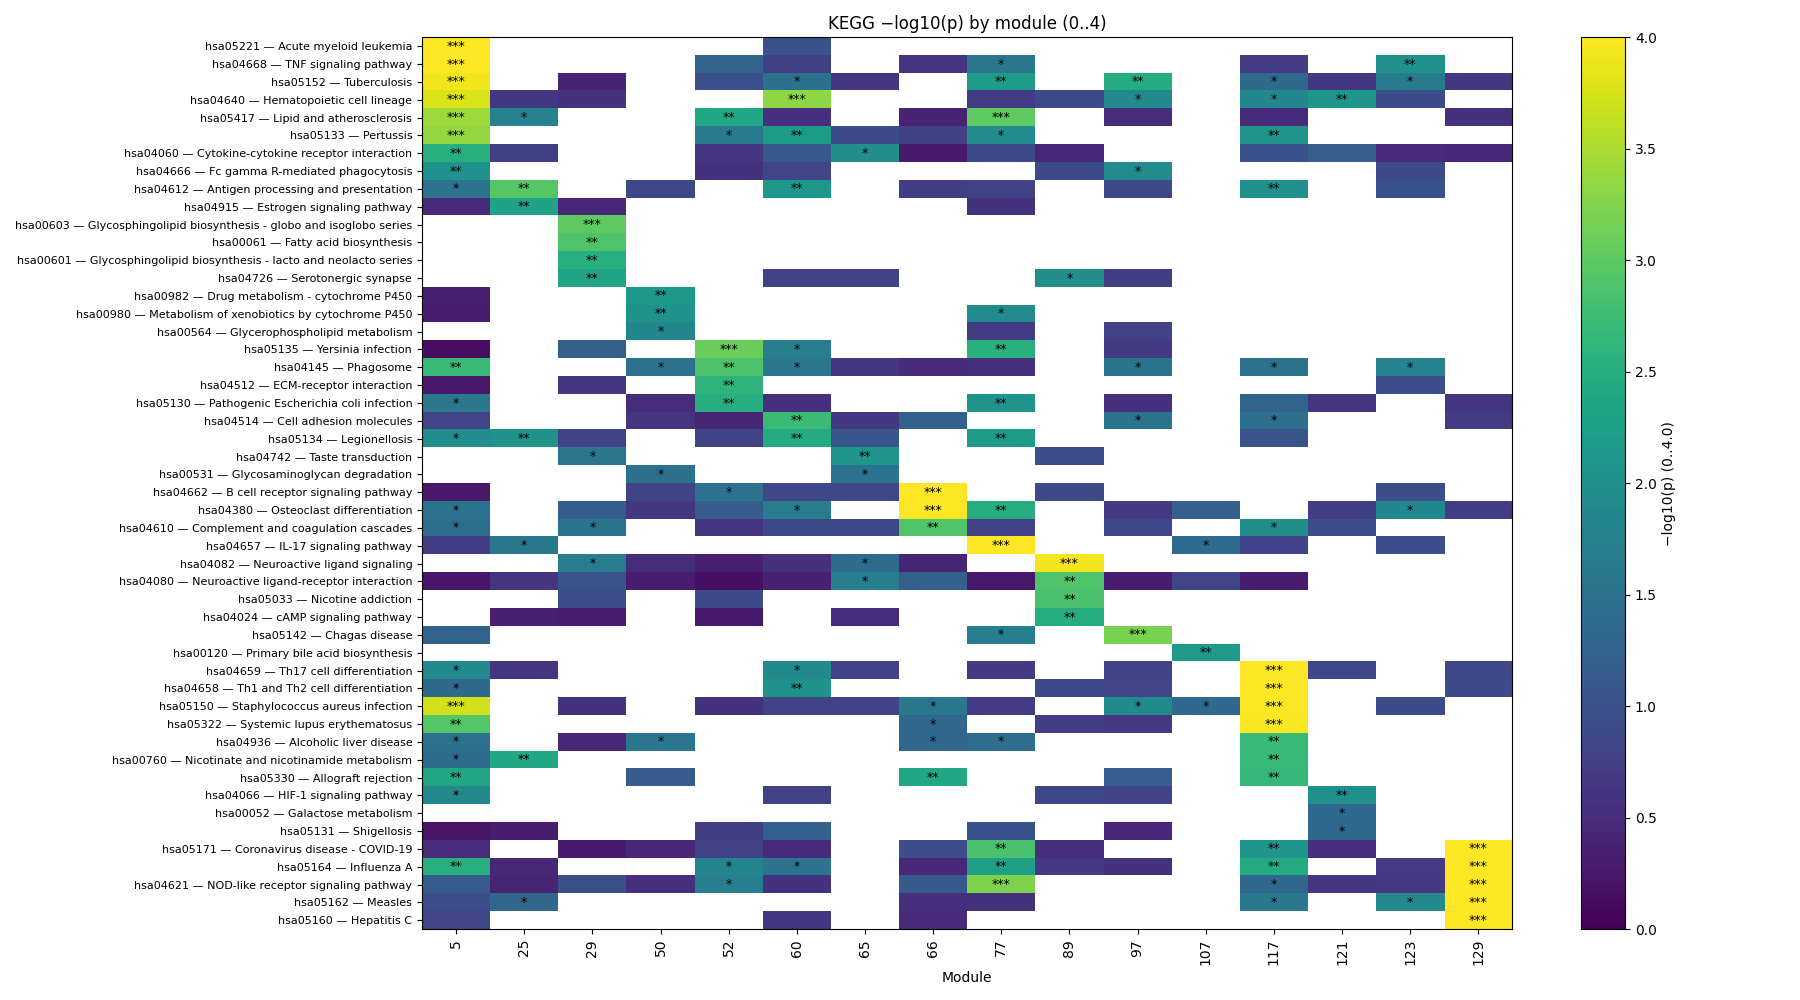 KEGG −log10(p) by module (0..4)
hsa05221 — Acute myeloid leukemia ***
hsa04668 — TNF signaling pathway *** * **
hsa05152 — Tuberculosis *** * ** ** * *
hsa04640 — Hematopoietic cell lineage *** *** * * **
hsa05417 — Lipid and atherosclerosis *** * ** ***
hsa05133 — Pertussis *** * ** * **
hsa04060 — Cytokine-cytokine receptor interaction ** *
hsa04666 — Fc gamma R-mediated phagocytosis ** *
hsa04612 — Antigen processing and presentation * ** ** **
hsa04915 — Estrogen signaling pathway **
hsa00603 — Glycosphingolipid biosynthesis - globo and isoglobo series ***
hsa00061 — Fatty acid biosynthesis **
hsa00601 — Glycosphingolipid biosynthesis - lacto and neolacto series **
hsa04726 — Serotonergic synapse ** *
hsa00982 — Drug metabolism - cytochrome P450 **
hsa00980 — Metabolism of xenobiotics by cytochrome P450 ** *
hsa00564 — Glycerophospholipid metabolism *
hsa05135 — Yersinia infection *** * **
hsa04145 — Phagosome ** * ** * * * *
hsa04512 — ECM-receptor interaction **
hsa05130 — Pathogenic Escherichia coli infection * ** **
hsa04514 — Cell adhesion molecules ** * *
hsa05134 — Legionellosis * ** ** **
hsa04742 — Taste transduction * **
hsa00531 — Glycosaminoglycan degradation * *
hsa04662 — B cell receptor signaling pathway * ***
hsa04380 — Osteoclast differentiation * * *** ** *
hsa04610 — Complement and coagulation cascades * * ** *
hsa04657 — IL-17 signaling pathway * *** *
hsa04082 — Neuroactive ligand signaling * * ***
hsa04080 — Neuroactive ligand-receptor interaction * **
hsa05033 — Nicotine addiction **
hsa04024 — cAMP signaling pathway **
hsa05142 — Chagas disease * ***
hsa00120 — Primary bile acid biosynthesis **
hsa04659 — Th17 cell differentiation * * ***
hsa04658 — Th1 and Th2 cell differentiation * ** ***
hsa05150 — Staphylococcus aureus infection *** * * * ***
hsa05322 — Systemic lupus erythematosus ** * ***
hsa04936 — Alcoholic liver disease * * * * **
hsa00760 — Nicotinate and nicotinamide metabolism * ** **
hsa05330 — Allograft rejection ** ** **
hsa04066 — HIF-1 signaling pathway * **
hsa00052 — Galactose metabolism *
hsa05131 — Shigellosis *
hsa05171 — Coronavirus disease - COVID-19 ** ** ***
hsa05164 — Influenza A ** * * ** ** ***
hsa04621 — NOD-like receptor signaling pathway * *** * ***
hsa05162 — Measles * * * ***
hsa05160 — Hepatitis C ***
5 25 29 50 52 60 65 66 77 89 97 107 117 121 123 129
Module
4.0
3.5
3.0
2.5
2.0
1.5
1.0
0.5
0.0
−log10(p) (0..4.0)